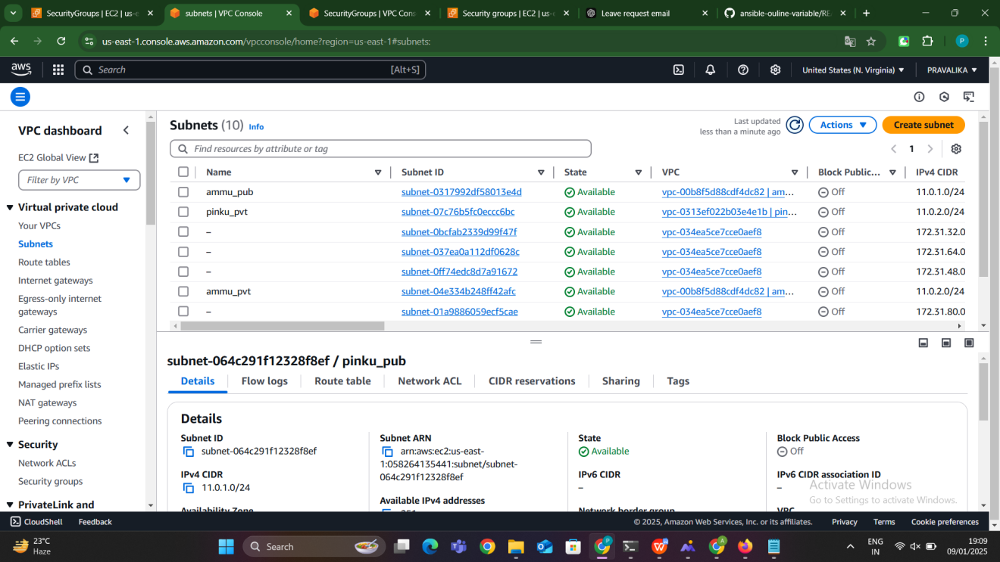 SecurityGroups | EC2 | us-e
subnets | VPC Console
SecurityGroups | VPC Cons
Security groups | EC2 | us-e
Leave request email
ansible-ouline-variable/RE
us-east-1.console.aws.amazon.com/vpcconsole/home?region=us-east-1#subnets:
P
aws
Search [Alt+S]
United States (N. Virginia)
PRAVALIKA
VPC dashboard
EC2 Global View
Filter by VPC
Virtual private cloud
Your VPCs
Subnets
Route tables
Internet gateways
Egress-only internet
gateways
Carrier gateways
DHCP option sets
Elastic IPs
Managed prefix lists
NAT gateways
Peering connections
Security
Network ACLs
Security groups
PrivateLink and
Subnets (10) Info
Last updated
less than a minute ago
Actions
Create subnet
Find resources by attribute or tag
1
Name Subnet ID State VPC Block Public... IPv4 CIDR
ammu_pub subnet-0317992df58013e4d Available vpc-00b8f5d88cdf4dc82 | am... Off 11.0.1.0/24
pinku_pvt subnet-07c76b5fc0eccc6bc Available vpc-0313ef022b03e4e1b | pin... Off 11.0.2.0/24
– subnet-0bcfab2339d99f47f Available vpc-034ea5ce7cce0aef8 Off 172.31.32.0
– subnet-037ea0a112df0628c Available vpc-034ea5ce7cce0aef8 Off 172.31.64.0
– subnet-0ff74edc8d7a91672 Available vpc-034ea5ce7cce0aef8 Off 172.31.48.0
ammu_pvt subnet-04e334b248ff42afc Available vpc-00b8f5d88cdf4dc82 | am... Off 11.0.2.0/24
– subnet-01a9886059ecf5cae Available vpc-034ea5ce7cce0aef8 Off 172.31.80.0
subnet-064c291f12328f8ef / pinku_pub
Details Flow logs Route table Network ACL CIDR reservations Sharing Tags
Details
Subnet ID
subnet-064c291f12328f8ef
IPv4 CIDR
11.0.1.0/24
Availability Zone
Subnet ARN
arn:aws:ec2:us-east-
1:058264135441:subnet/subnet-
064c291f12328f8ef
Available IPv4 addresses
251
State
Available
IPv6 CIDR
–
Network border group
Block Public Access
Off
IPv6 CIDR association ID
–
VPC
Activate Windows
Go to Settings to activate Windows.
CloudShell Feedback
© 2025, Amazon Web Services, Inc. or its affiliates. Privacy Terms Cookie preferences
23°C
Haze
Search
ENG
IN
19:09
09/01/2025